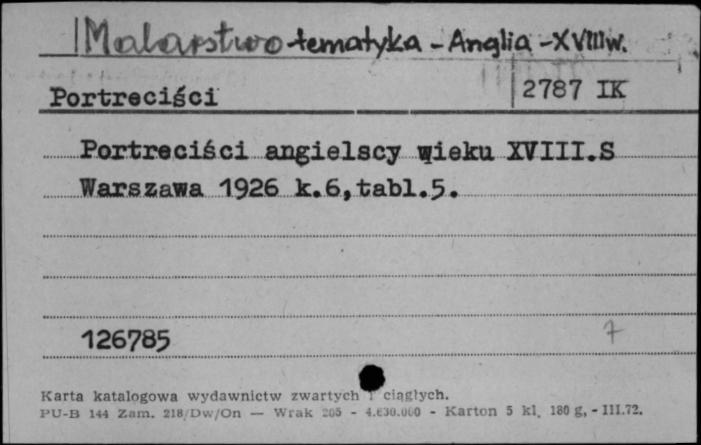 Malarstwo - tematyka - Anglia - XVIIIw.
Portreciści 2787 IK
Portreciści angielscy wieku XVIII.S
Warszawa 1926 k.6,tabl.5.
126785 7
Karta katalogowa wydawnictw zwartych i ciągłych.
PU-B 144 Zam. 218/Dw/On — Wrak 205 - 4.830.000 - Karton 5 kl. 180 g, - III.72.